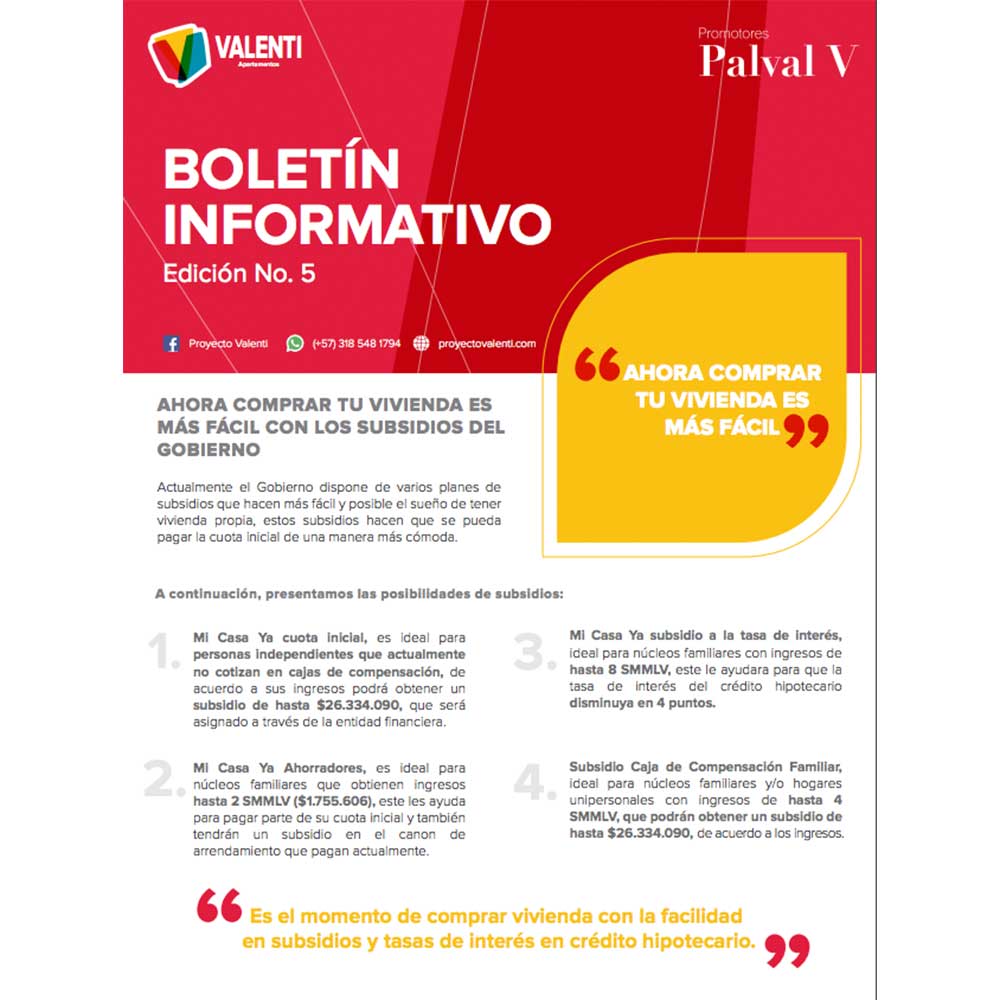 VALENTI
Apartamentos
Promotores
Palval V
BOLETÍN
INFORMATIVO
Edición No. 5
Proyecto Valenti
(+57) 318 548 1794
proyectovalenti.com
“AHORA COMPRAR
TU VIVIENDA ES
MÁS FÁCIL”
AHORA COMPRAR TU VIVIENDA ES
MÁS FÁCIL CON LOS SUBSIDIOS DEL
GOBIERNO
Actualmente el Gobierno dispone de varios planes de
subsidios que hacen más fácil y posible el sueño de tener
vivienda propia, estos subsidios hacen que se pueda
pagar la cuota inicial de una manera más cómoda.
A continuación, presentamos las posibilidades de subsidios:
1.
Mi Casa Ya cuota inicial, es ideal para
personas independientes que actualmente
no cotizan en cajas de compensación, de
acuerdo a sus ingresos podrá obtener un
subsidio de hasta $26.334.090, que será
asignado a través de la entidad financiera.
2.
Mi Casa Ya Ahorradores, es ideal para
núcleos familiares que obtienen ingresos
hasta 2 SMMLV ($1.755.606), este les ayuda
para pagar parte de su cuota inicial y también
tendrán un subsidio en el canon de
arrendamiento que pagan actualmente.
3.
Mi Casa Ya subsidio a la tasa de interés,
ideal para núcleos familiares con ingresos de
hasta 8 SMMLV, este le ayudara para que la
tasa de interés del crédito hipotecario
disminuya en 4 puntos.
4.
Subsidio Caja de Compensación Familiar,
ideal para núcleos familiares y/o hogares
unipersonales con ingresos de hasta 4
SMMLV, que podrán obtener un subsidio de
hasta $26.334.090, de acuerdo a los ingresos.
“Es el momento de comprar vivienda con la facilidad
en subsidios y tasas de interés en crédito hipotecario.”